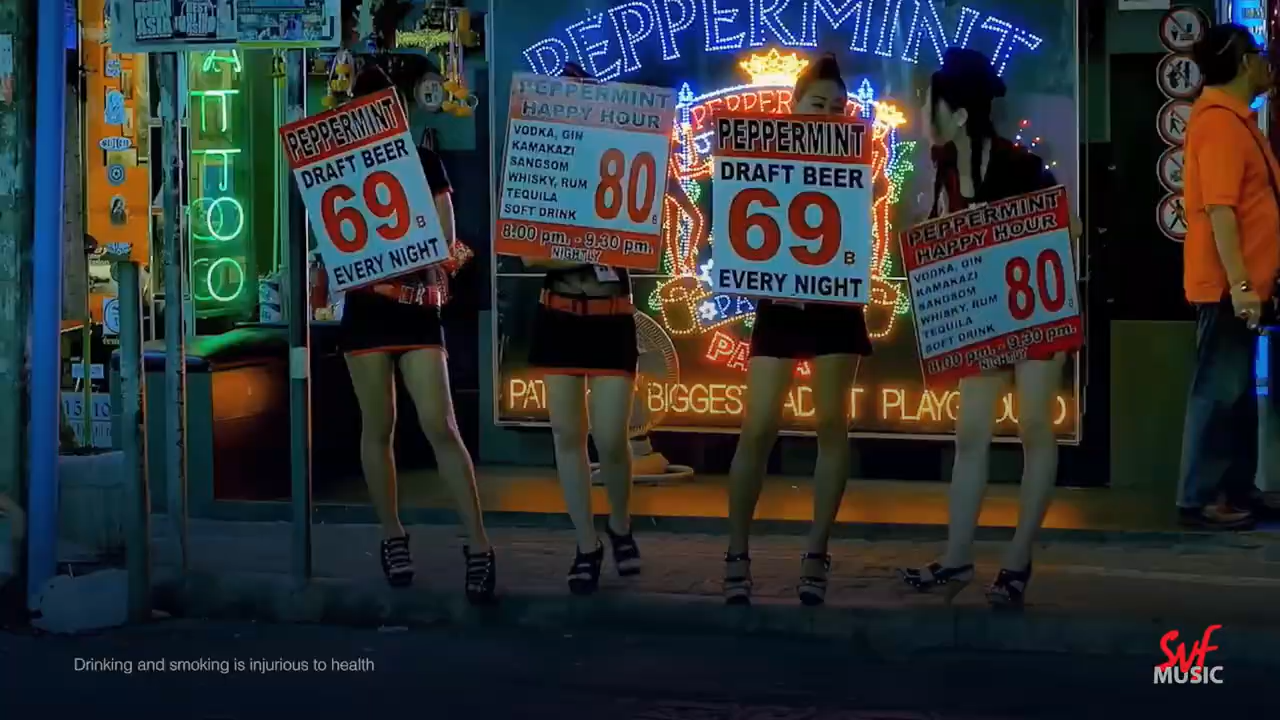 PEPPERMINT
PEPPERMINT
DRAFT BEER
69 B
EVERY NIGHT
PEPPERMINT
HAPPY HOUR
VODKA, GIN
KAMAKAZI
SANGSOM
WHISKY, RUM
TEQUILA
SOFT DRINK
80 B
8.00 pm. - 9.30 pm.
NIGHTLY
PEPPERMINT
DRAFT BEER
69 B
EVERY NIGHT
PEPPERMINT
HAPPY HOUR
VODKA, GIN
KAMAKAZI
SANGSOM
WHISKY, RUM
TEQUILA
SOFT DRINK
80 B
8.00 pm. - 9.30 pm.
NIGHTLY
BIGGEST
Drinking and smoking is injurious to health
SVF
MUSIC